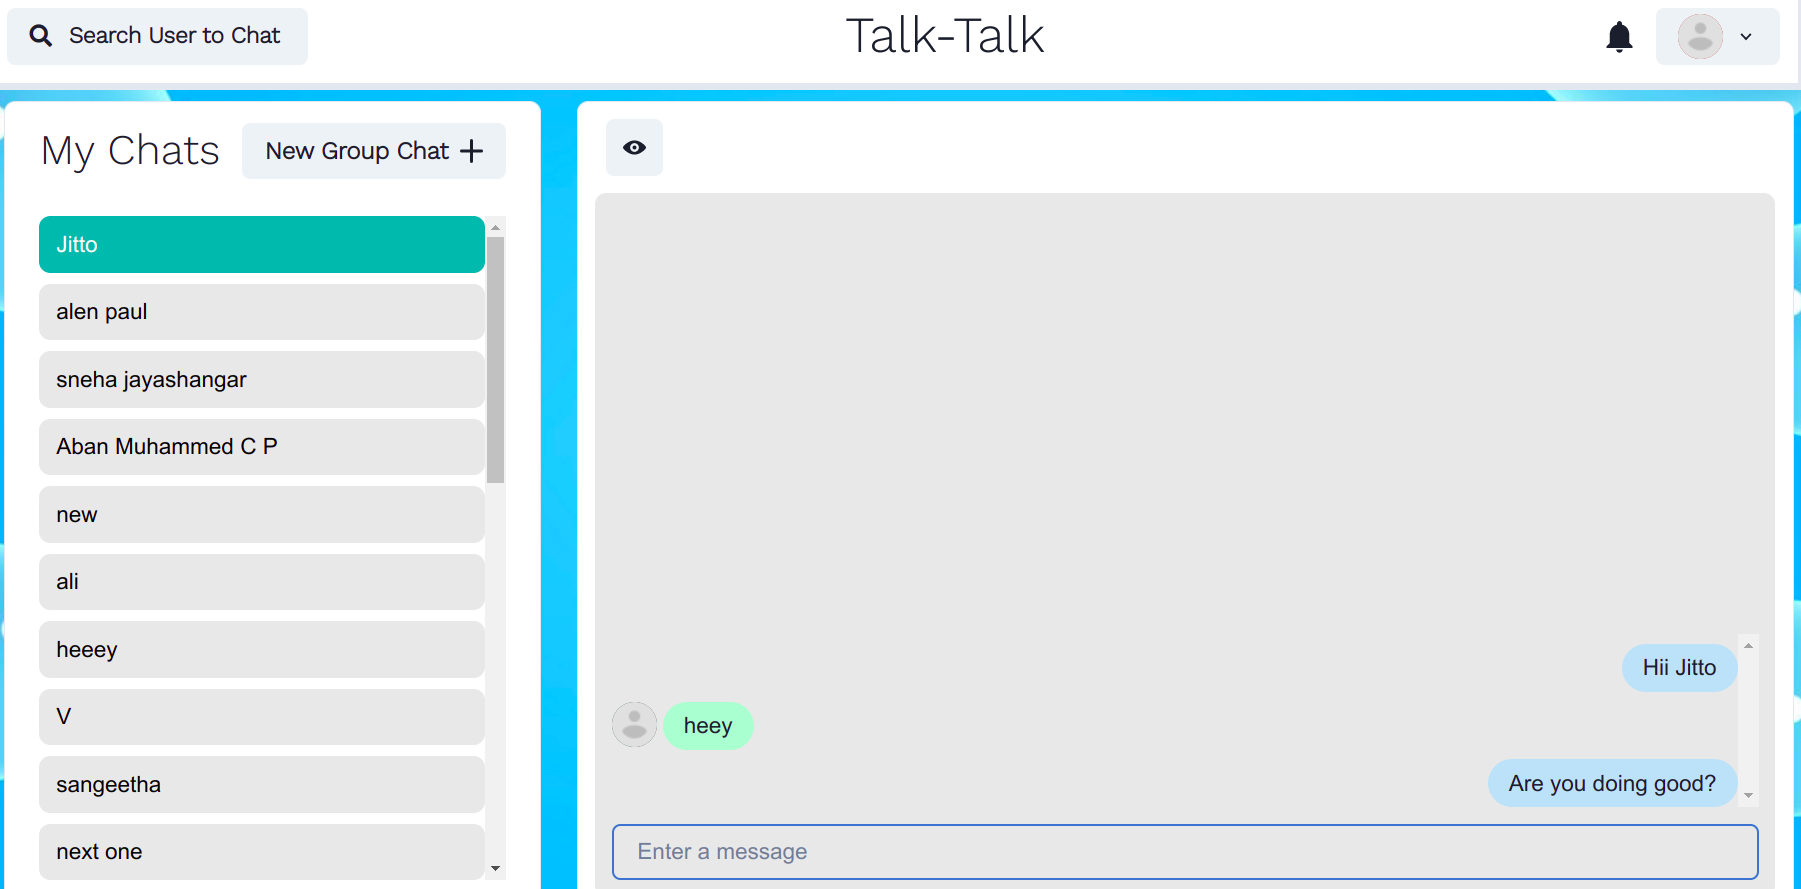 Search User to Chat
Talk-Talk
My Chats
New Group Chat
Jitto
alen paul
sneha jayashangar
Aban Muhammed C P
new
ali
heeey
V
sangeetha
next one
Hii Jitto
heey
Are you doing good?
Enter a message